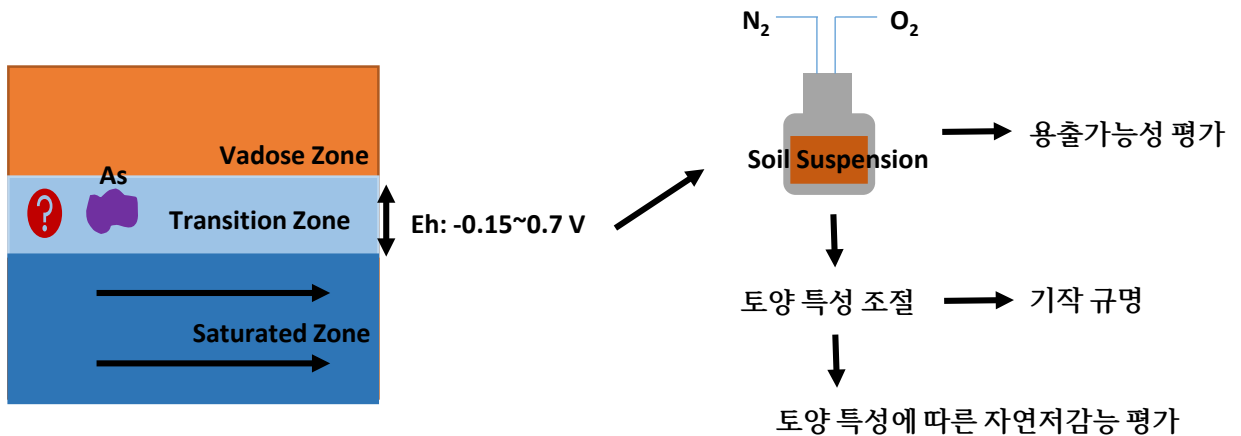 Vadose Zone
As
?
Transition Zone
Saturated Zone
Eh: -0.15~0.7 V
N2
O2
Soil Suspension
용출가능성 평가
토양 특성 조절
기작 규명
토양 특성에 따른 자연저감능 평가